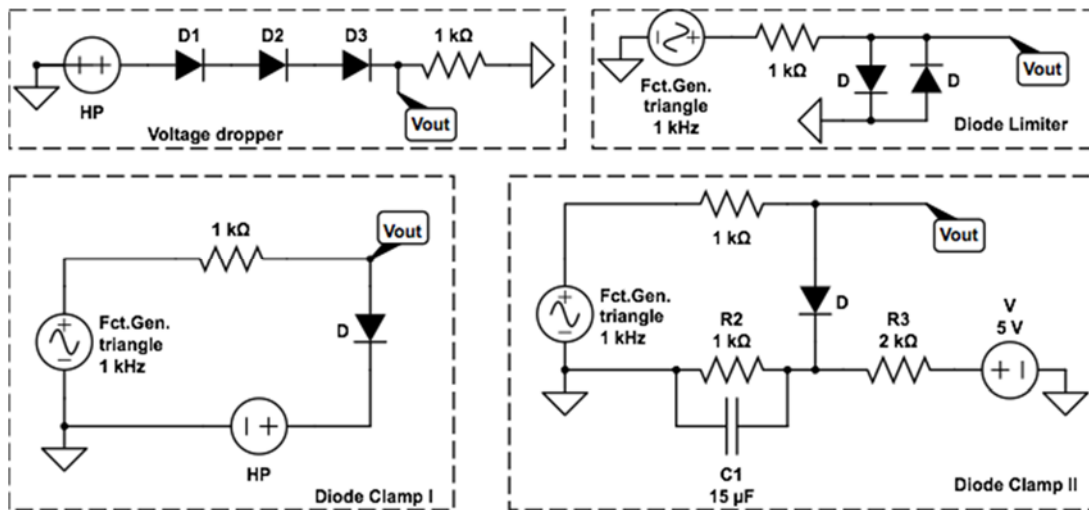 D1
D2
D3
1 kΩ
HP
Vout
Voltage dropper
1 kΩ
Fct.Gen.
triangle
1 kHz
D
D
Vout
Diode Limiter
1 kΩ
Vout
Fct.Gen.
triangle
1 kHz
D
HP
Diode Clamp I
1 kΩ
Vout
Fct.Gen.
triangle
1 kHz
D
R2
1 kΩ
R3
2 kΩ
V
5 V
C1
15 µF
Diode Clamp II